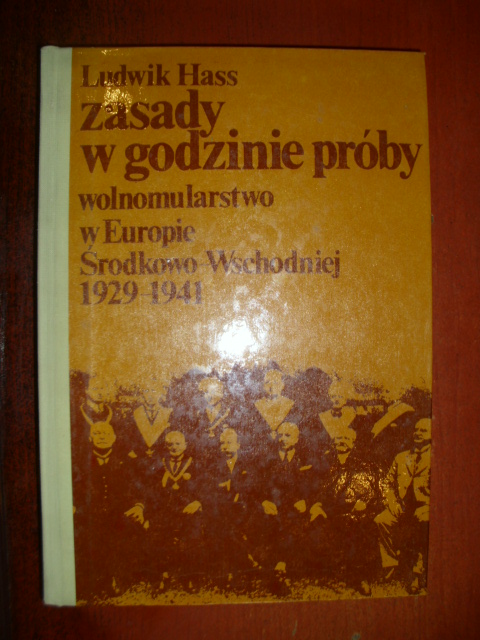 Ludwik Hass
zasady
w godzinie próby
wolnomularstwo
w Europie
Środkowo-Wschodniej
1929-1941